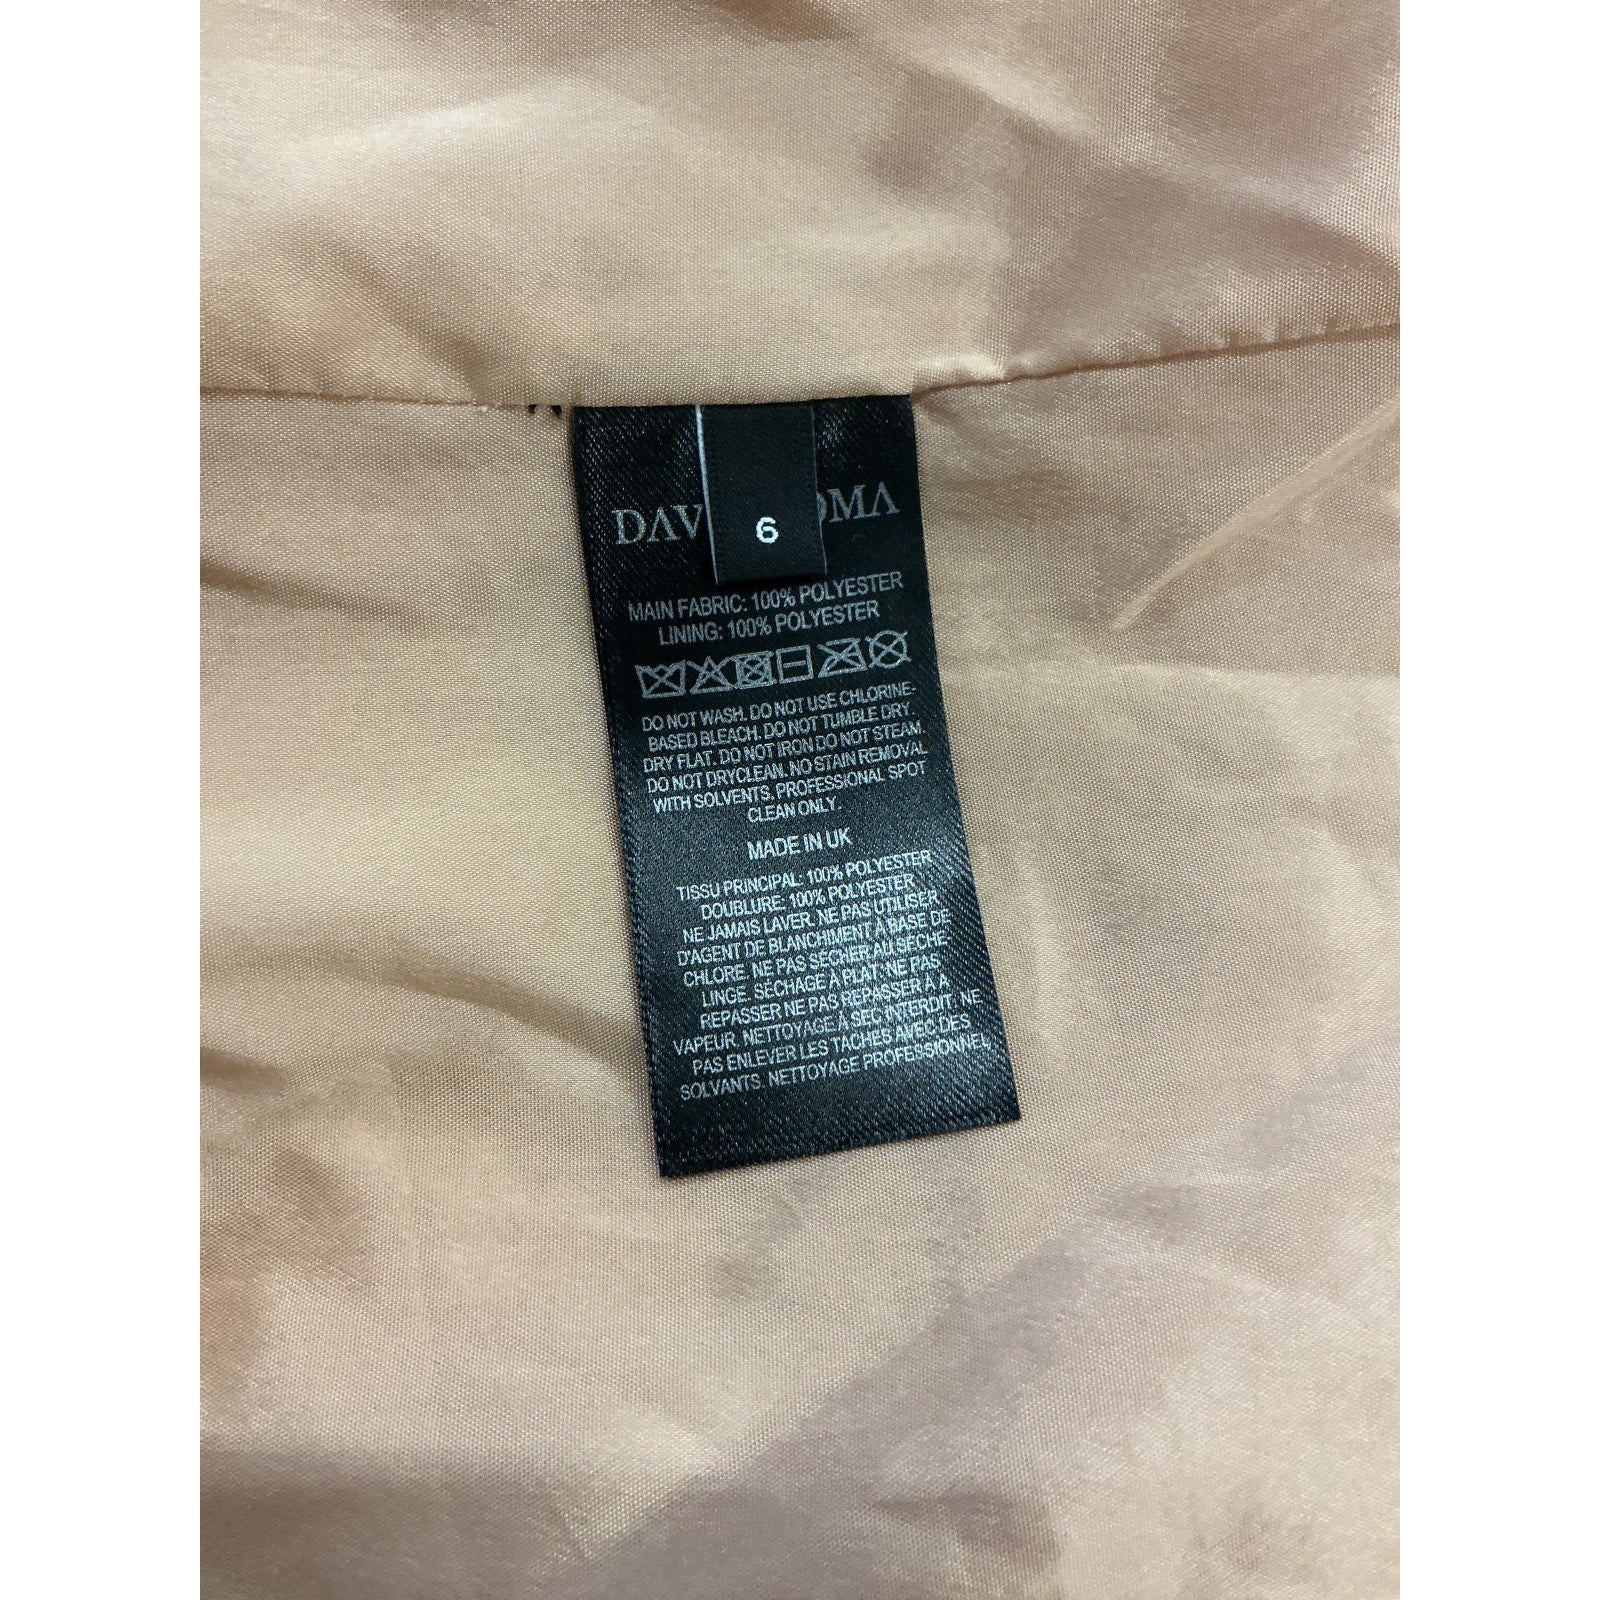 DΛV
OMΛ
6
MAIN FABRIC: 100% POLYESTER
LINING: 100% POLYESTER
DO NOT WASH. DO NOT USE CHLORINE-
BASED BLEACH. DO NOT TUMBLE DRY.
DRY FLAT. DO NOT IRON DO NOT STEAM.
DO NOT DRYCLEAN. NO STAIN REMOVAL
WITH SOLVENTS. PROFESSIONAL SPOT
CLEAN ONLY.
MADE IN UK
TISSU PRINCIPAL: 100% POLYESTER
DOUBLURE: 100% POLYESTER
NE JAMAIS LAVER. NE PAS UTILISER
D'AGENT DE BLANCHIMENT À BASE DE
CHLORE. NE PAS SÉCHER AU SÈCHE
LINGE. SÉCHAGE À PLAT. NE PAS
REPASSER NE PAS REPASSER À A
VAPEUR. NETTOYAGE À SEC INTERDIT. NE
PAS ENLEVER LES TACHES AVEC DES
SOLVANTS. NETTOYAGE PROFESSIONNEL